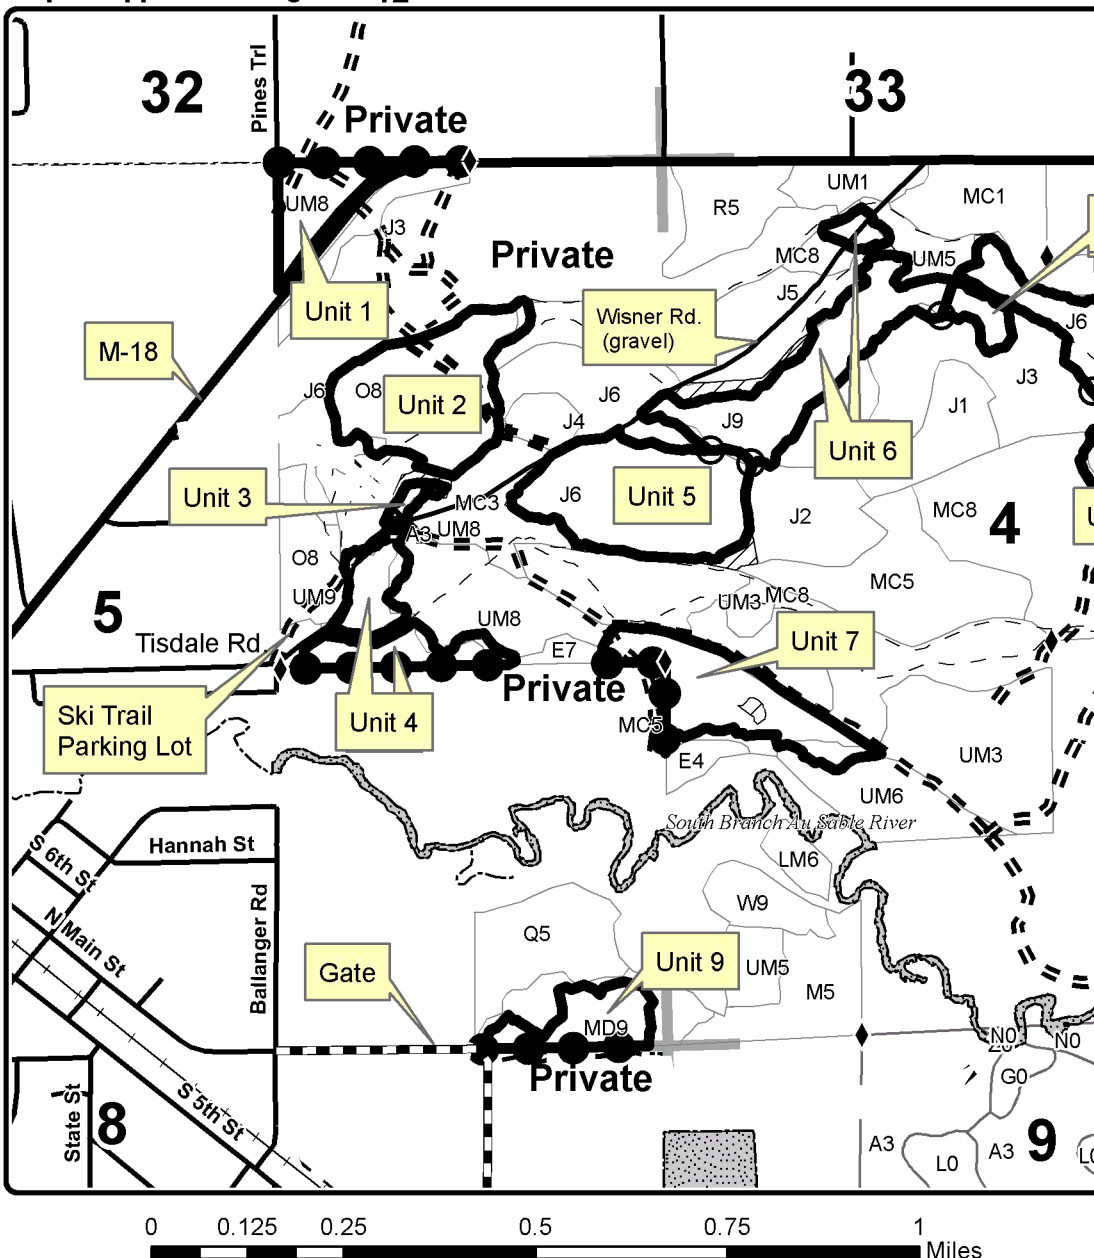 32
Pines Trl
Private
33
UM8
J3
R5
UM1
MC1
Private
MC8
UM5
J5
Unit 1
Wisner Rd.
(gravel)
J6
M-18
J6
O8
Unit 2
J6
J4
J9
J3
J1
Unit 6
Unit 3
MC3
J6
Unit 5
A3
UM8
J2
MC8
4
O8
UM9
MC5
UM3
MC8
5
Tisdale Rd.
UM8
E7
Unit 7
Private
Ski Trail
Parking Lot
Unit 4
MC5
E4
UM3
UM6
South Branch Au Sable River
Hannah St
S 6th St
LM6
Ballanger Rd
W9
N Main St
Q5
Gate
Unit 9
UM5
M5
MD9
N0
N0
Private
G0
S 5th St
State St
8
A3
L0
A3
9
0
0.125
0.25
0.5
0.75
1
Miles